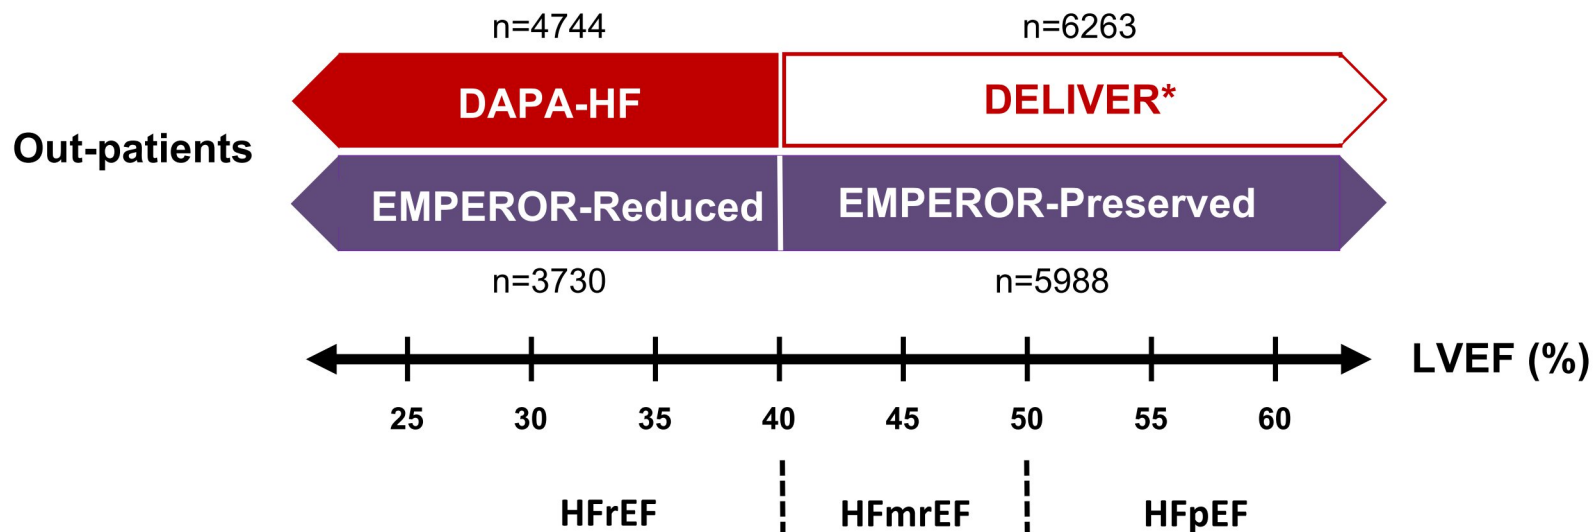 n=4744 n=6263
DAPA-HF DELIVER*
Out-patients
EMPEROR-Reduced EMPEROR-Preserved
n=3730 n=5988
LVEF (%)
25 30 35 40 45 50 55 60
HFrEF HFmrEF HFpEF